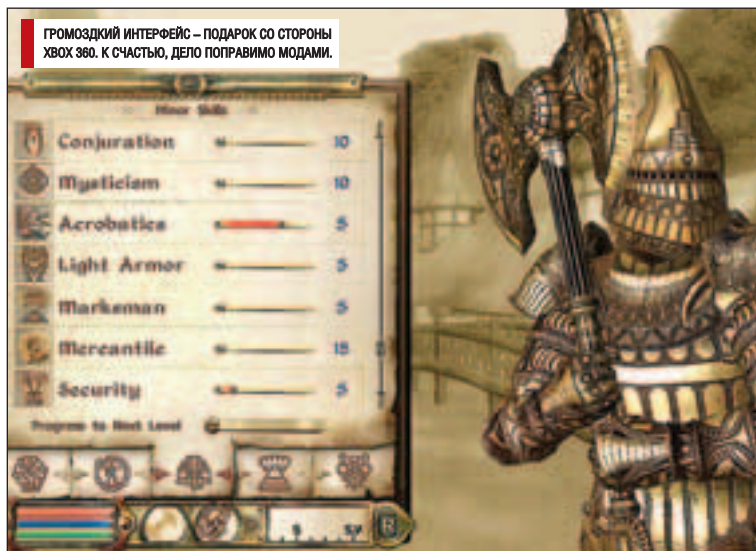 ГРОМОЗДКИЙ ИНТЕРФЕЙС – ПОДАРОК СО СТОРОНЫ
XBOX 360. К СЧАСТЬЮ, ДЕЛО ПОПРАВИМО МОДАМИ.
Minor Skills
Conjuration 10
Mysticism 10
Acrobatics 5
Light Armor 5
Marksman 5
Mercantile 15
Security 5
Progress to Next Level
S SW